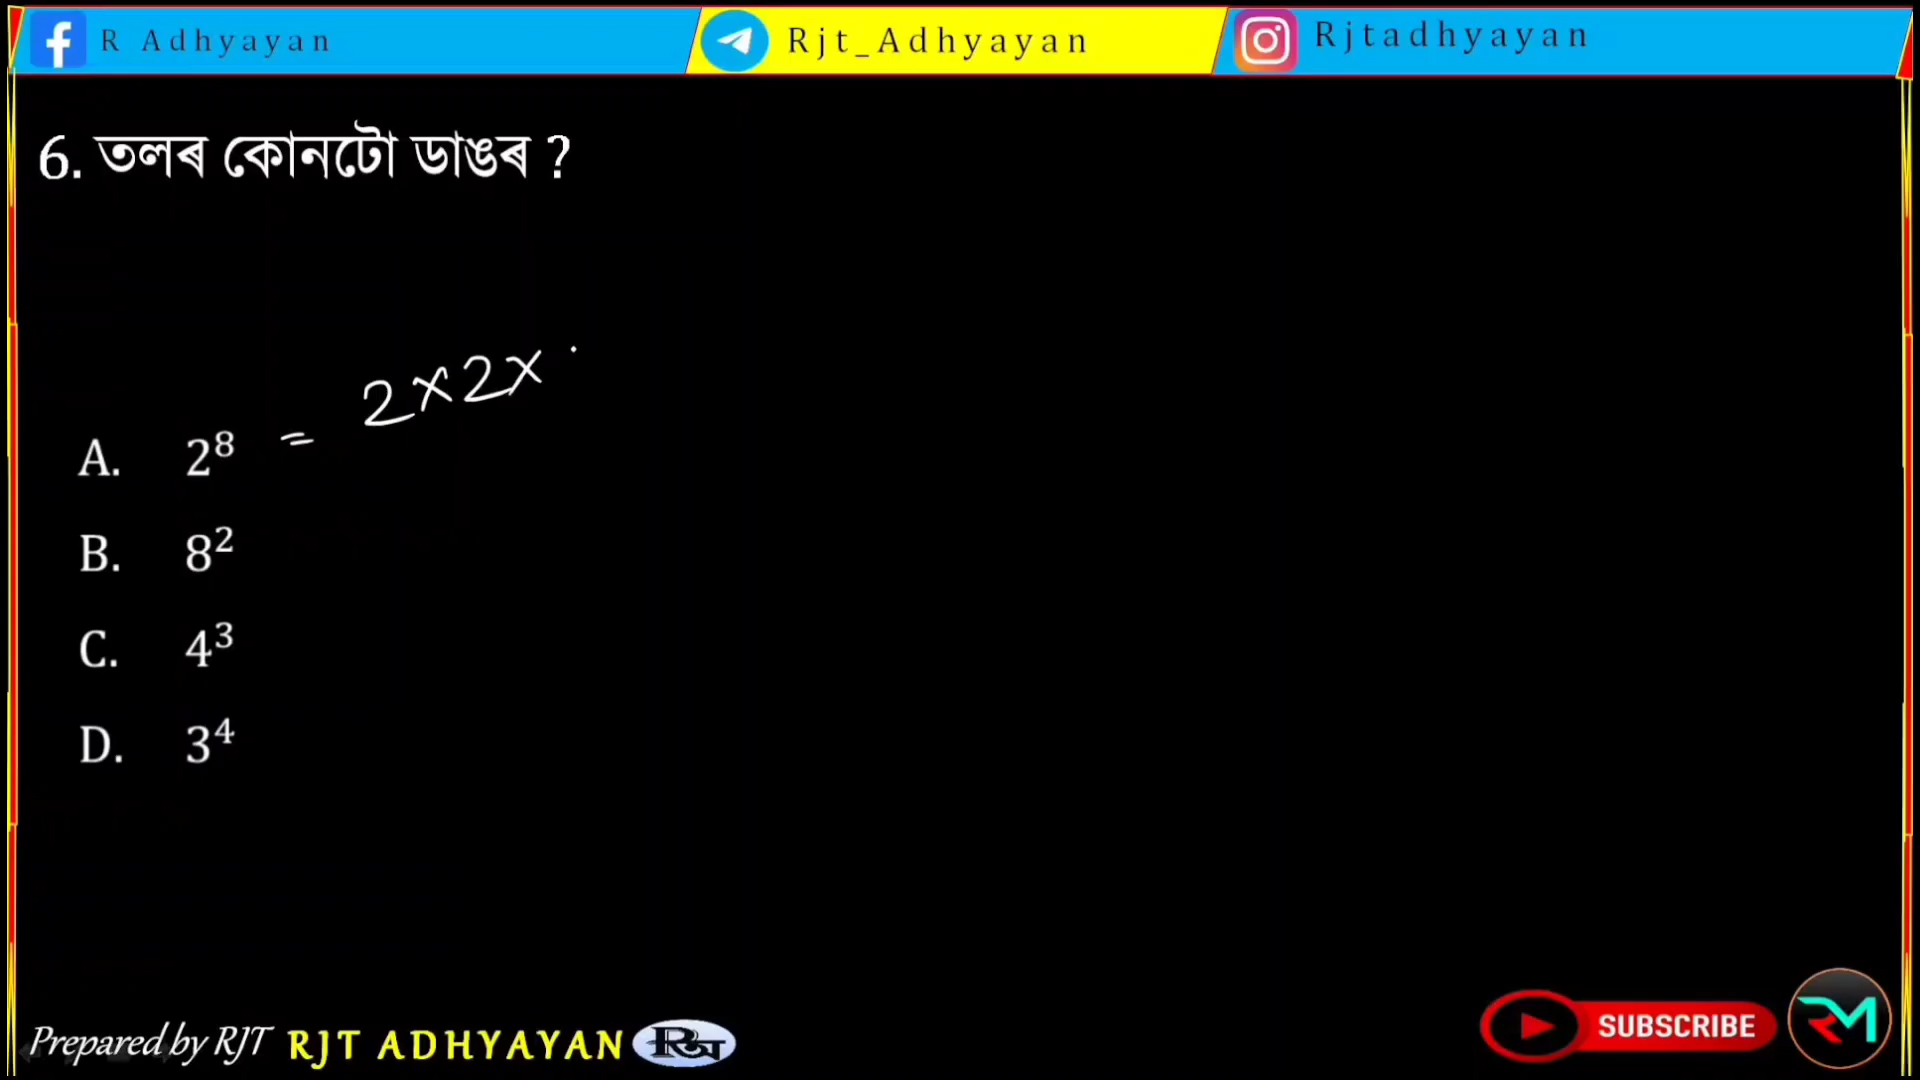 R Adhyayan
Rjt_Adhyayan
Rjtadhyayan
6. তলৰ কোনটো ডাঙৰ ?
= 2×2×
A. 2⁸
B. 8²
C. 4³
D. 3⁴
Prepared by RJT
RJT ADHYAYAN
SUBSCRIBE
RM